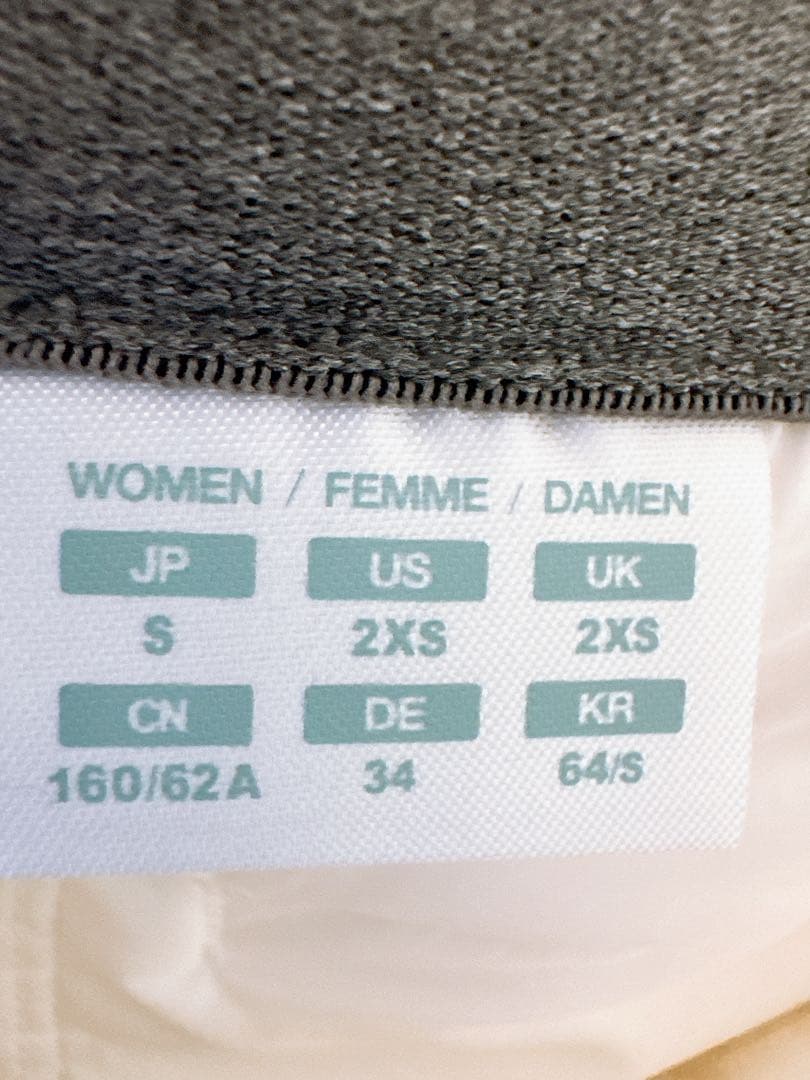 WOMEN / FEMME / DAMEN
JP US UK
S 2XS 2XS
CN DE KR
160/62A 34 64/S